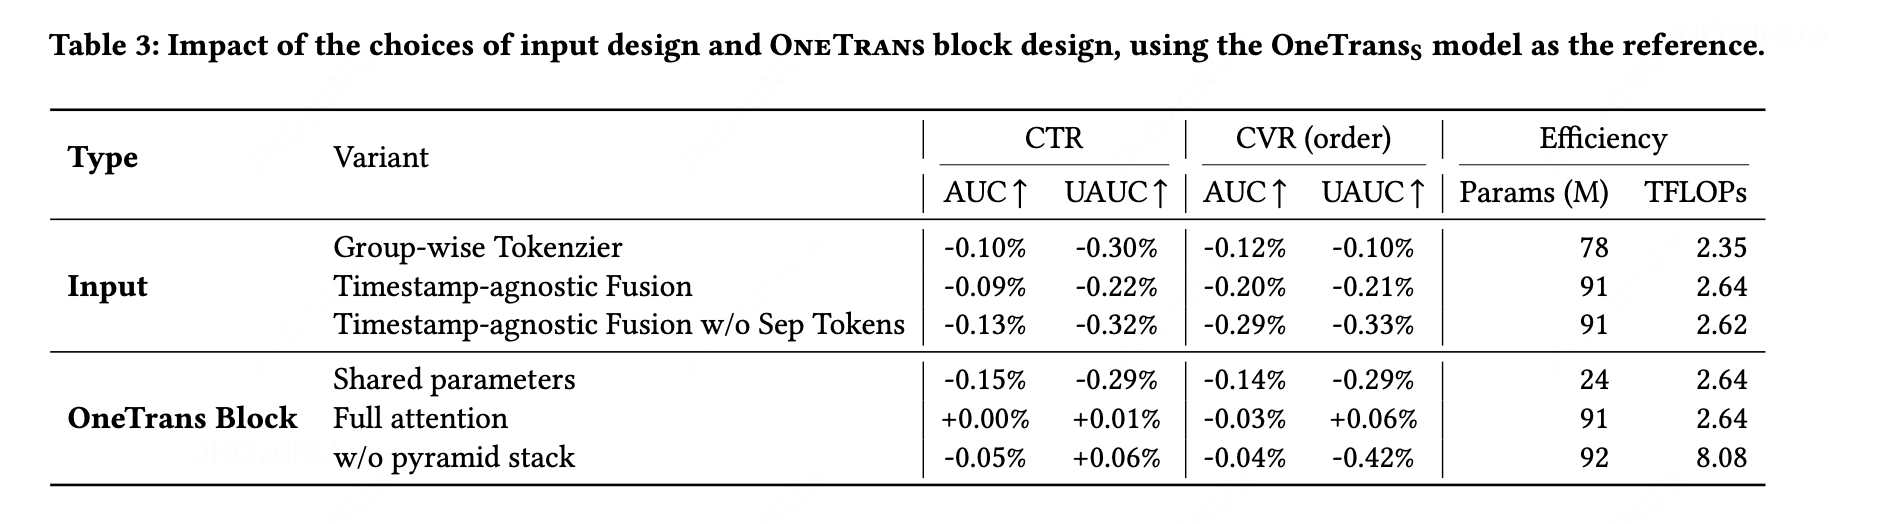 Table 3: Impact of the choices of input design and ONETRANS block design, using the OneTransS model as the reference.
Type Variant CTR CVR (order) Efficiency
AUC↑ UAUC↑ AUC↑ UAUC↑ Params (M) TFLOPs
Input Group-wise Tokenzier -0.10% -0.30% -0.12% -0.10% 78 2.35
Timestamp-agnostic Fusion -0.09% -0.22% -0.20% -0.21% 91 2.64
Timestamp-agnostic Fusion w/o Sep Tokens -0.13% -0.32% -0.29% -0.33% 91 2.62
OneTrans Block Shared parameters -0.15% -0.29% -0.14% -0.29% 24 2.64
Full attention +0.00% +0.01% -0.03% +0.06% 91 2.64
w/o pyramid stack -0.05% +0.06% -0.04% -0.42% 92 8.08